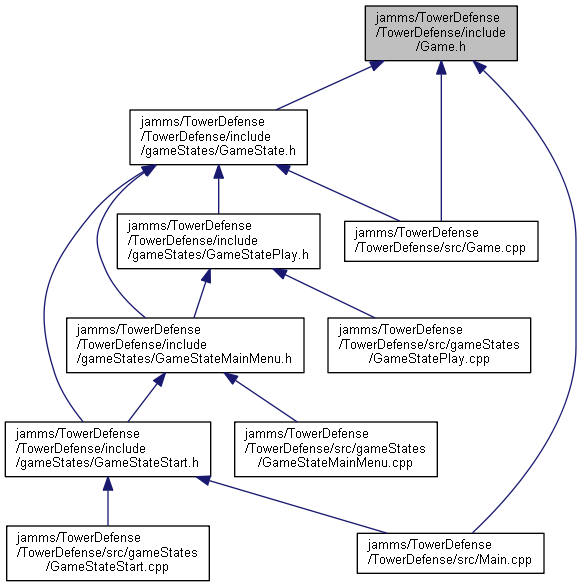 jamms/TowerDefense
/TowerDefense/include
/Game.h
jamms/TowerDefense
/TowerDefense/include
/gameStates/GameState.h
jamms/TowerDefense
/TowerDefense/include
/gameStates/GameStatePlay.h
jamms/TowerDefense
/TowerDefense/src/Game.cpp
jamms/TowerDefense
/TowerDefense/include
/gameStates/GameStateMainMenu.h
jamms/TowerDefense
/TowerDefense/src/gameStates
/GameStatePlay.cpp
jamms/TowerDefense
/TowerDefense/include
/gameStates/GameStateStart.h
jamms/TowerDefense
/TowerDefense/src/gameStates
/GameStateMainMenu.cpp
jamms/TowerDefense
/TowerDefense/src/gameStates
/GameStateStart.cpp
jamms/TowerDefense
/TowerDefense/src/Main.cpp